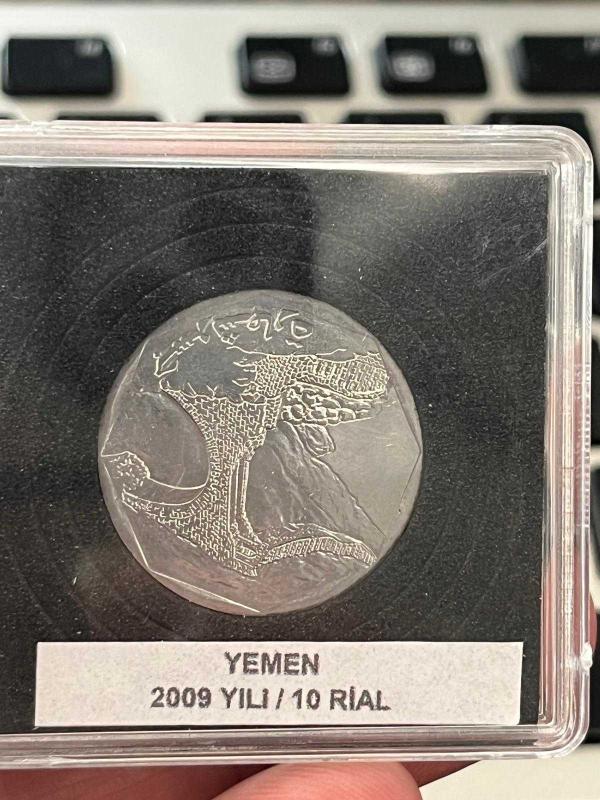 YEMEN
2009 YILI / 10 RİAL